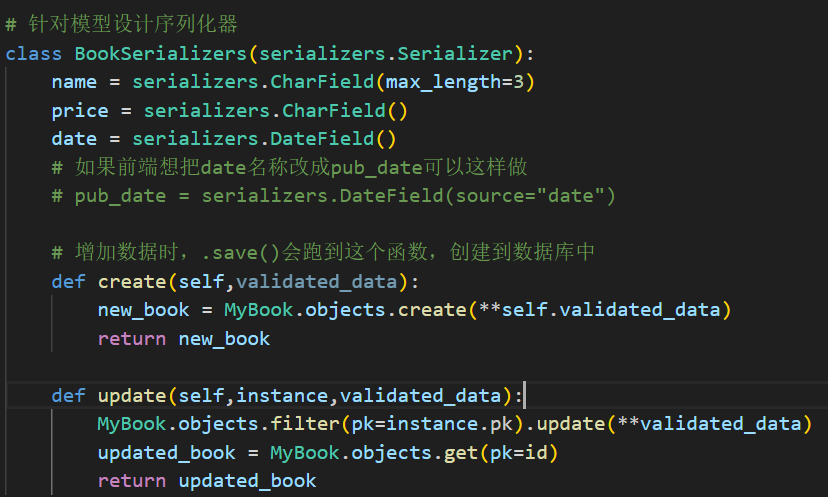 # 针对模型设计序列化器
class BookSerializers(serializers.Serializer):
    name = serializers.CharField(max_length=3)
    price = serializers.CharField()
    date = serializers.DateField()
    # 如果前端想把date名称改成pub_date可以这样做
    # pub_date = serializers.DateField(source="date")
    # 增加数据时，.save()会跑到这个函数，创建到数据库中
    def create(self,validated_data):
        new_book = MyBook.objects.create(**self.validated_data)
        return new_book
    def update(self,instance,validated_data):
        MyBook.objects.filter(pk=instance.pk).update(**validated_data)
        updated_book = MyBook.objects.get(pk=id)
        return updated_book